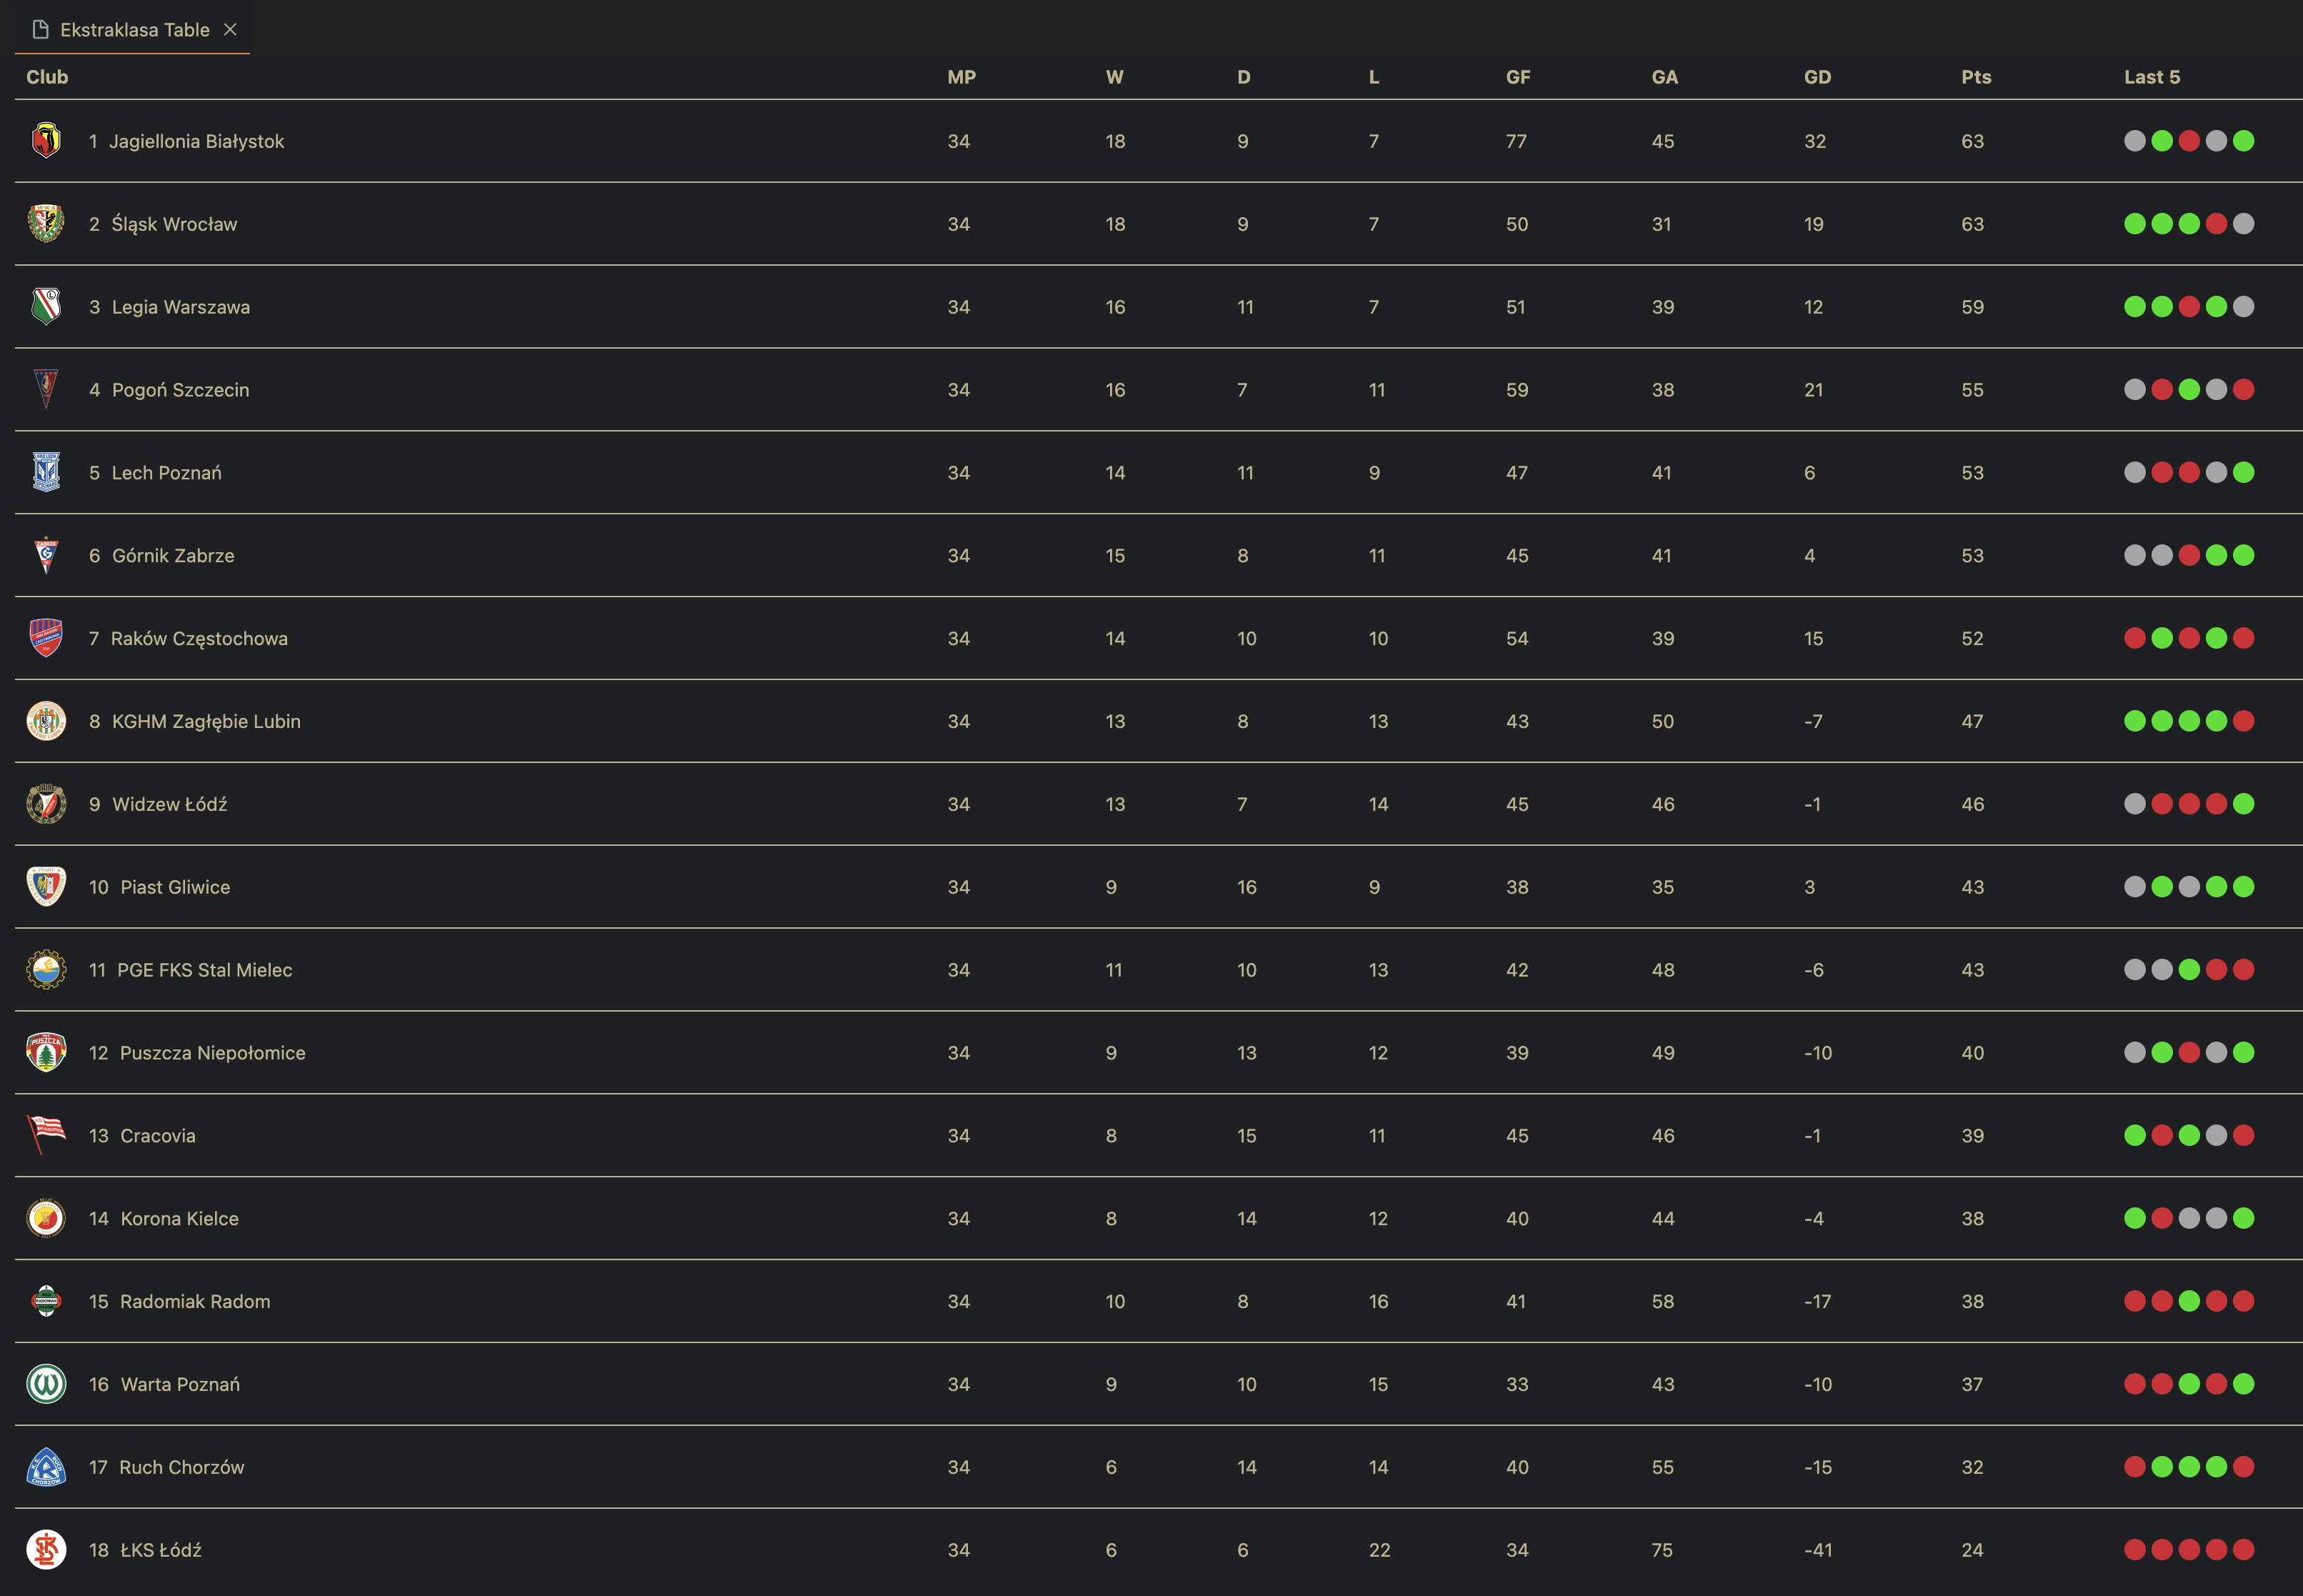 Ekstraklasa Table
Club MP W D L GF GA GD Pts Last 5
1 Jagiellonia Białystok 34 18 9 7 77 45 32 63
2 Śląsk Wrocław 34 18 9 7 50 31 19 63
3 Legia Warszawa 34 16 11 7 51 39 12 59
4 Pogoń Szczecin 34 16 7 11 59 38 21 55
5 Lech Poznań 34 14 11 9 47 41 6 53
6 Górnik Zabrze 34 15 8 11 45 41 4 53
7 Raków Częstochowa 34 14 10 10 54 39 15 52
8 KGHM Zagłębie Lubin 34 13 8 13 43 50 -7 47
9 Widzew Łódź 34 13 7 14 45 46 -1 46
10 Piast Gliwice 34 9 16 9 38 35 3 43
11 PGE FKS Stal Mielec 34 11 10 13 42 48 -6 43
PUSZCZA
12 Puszcza Niepołomice 34 9 13 12 39 49 -10 40
13 Cracovia 34 8 15 11 45 46 -1 39
14 Korona Kielce 34 8 14 12 40 44 -4 38
15 Radomiak Radom 34 10 8 16 41 58 -17 38
16 Warta Poznań 34 9 10 15 33 43 -10 37
17 Ruch Chorzów 34 6 14 14 40 55 -15 32
18 ŁKS Łódź 34 6 6 22 34 75 -41 24